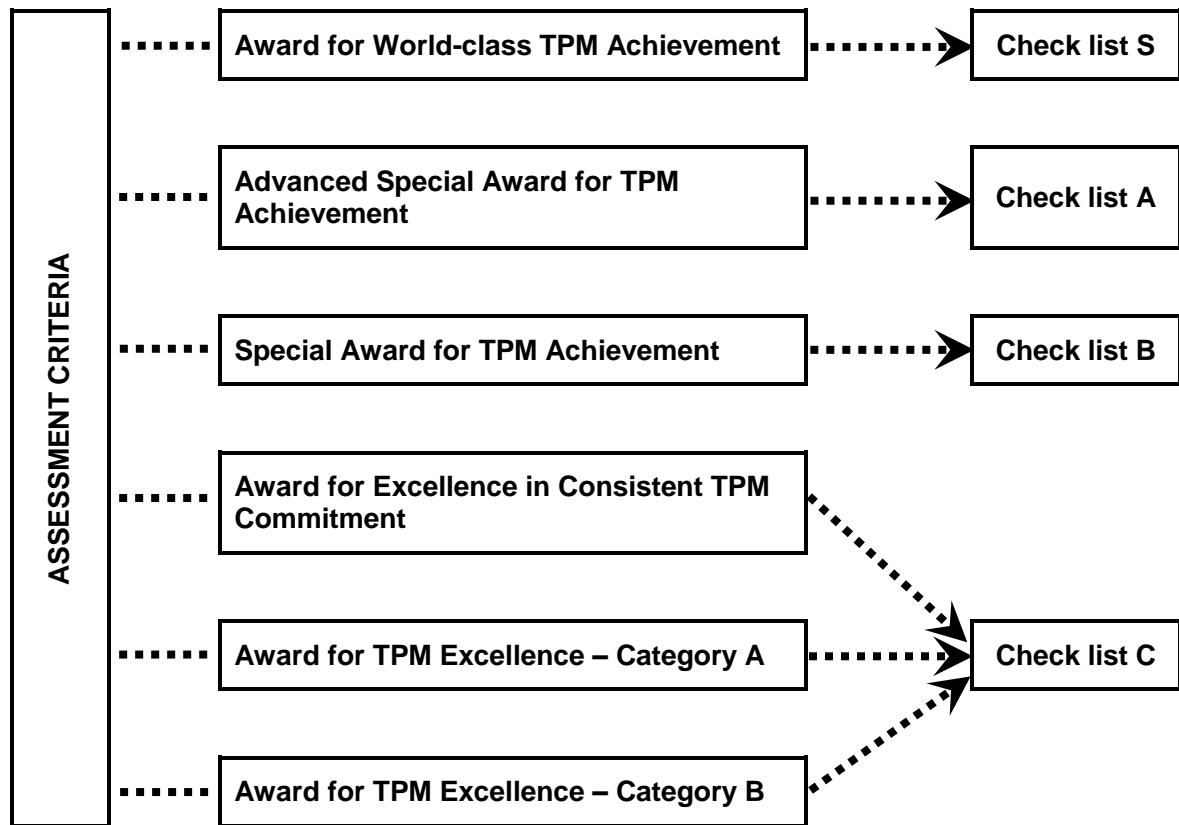 ASSESSMENT CRITERIA
Award for World-class TPM Achievement
Check list S
Advanced Special Award for TPM
Achievement
Check list A
Special Award for TPM Achievement
Check list B
Award for Excellence in Consistent TPM
Commitment
Award for TPM Excellence – Category A
Check list C
Award for TPM Excellence – Category B